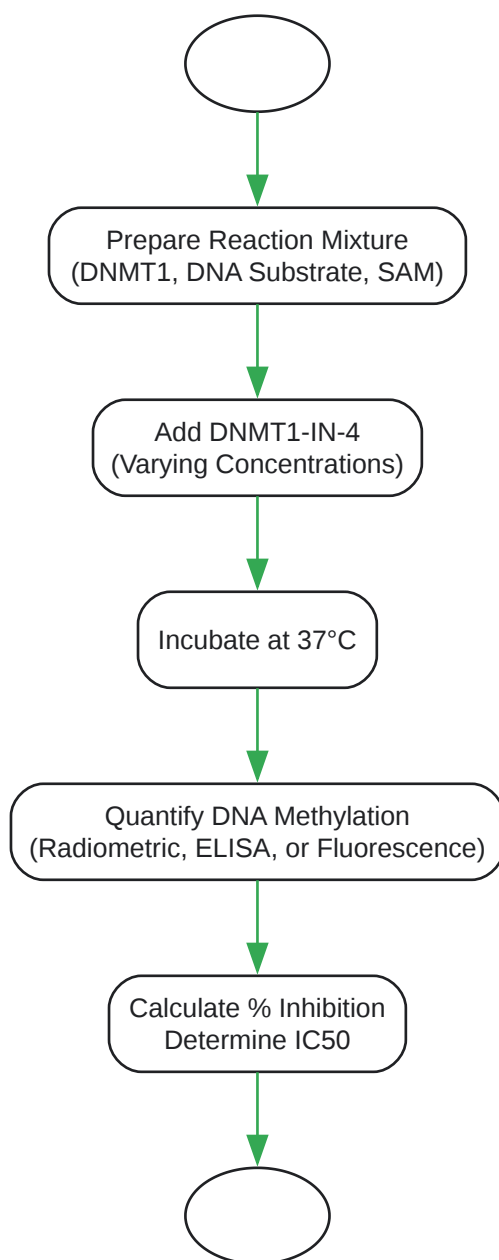 Prepare Reaction Mixture
(DNMT1, DNA Substrate, SAM)
Add DNMT1-IN-4
(Varying Concentrations)
Incubate at 37°C
Quantify DNA Methylation
(Radiometric, ELISA, or Fluorescence)
Calculate % Inhibition
Determine IC50